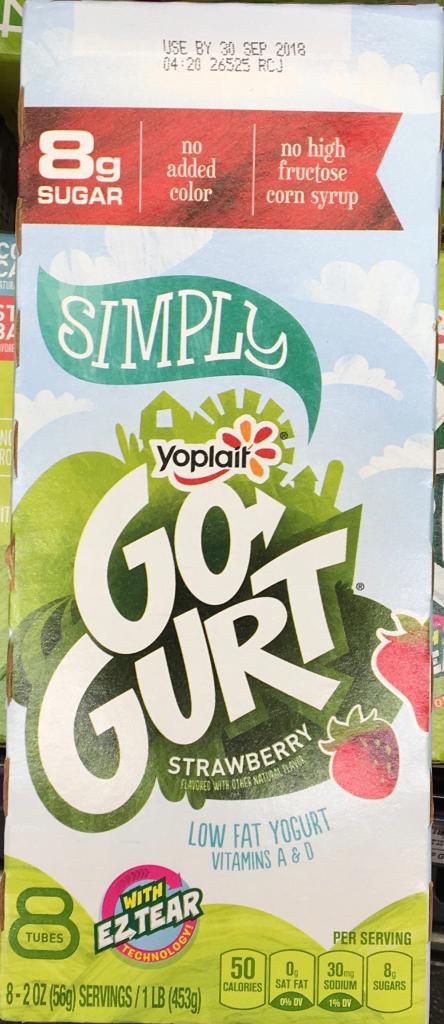 USE BY 30 SEP 2018
04:20 26525 RCJ
8g
SUGAR
no
added
color
no high
fructose
corn syrup
SIMPLY
Yoplait®
GO
GURT®
STRAWBERRY
FLAVORED WITH OTHER NATURAL FLAVOR
LOW FAT YOGURT
VITAMINS A & D
8
TUBES
WITH
EZ TEAR
TECHNOLOGY!
8 - 2 OZ (56g) SERVINGS / 1 LB (453g)
PER SERVING
50
CALORIES
0g
SAT FAT
0% DV
30mg
SODIUM
1% DV
8g
SUGARS